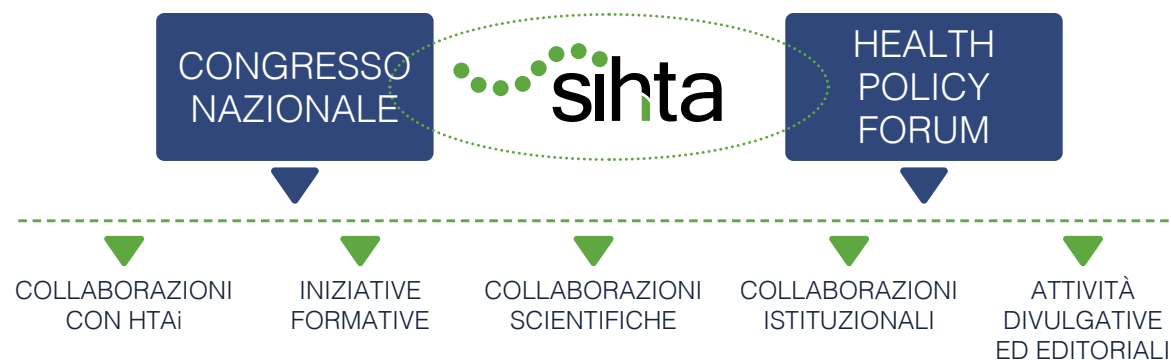 CONGRESSO
NAZIONALE
sihta
HEALTH
POLICY
FORUM
COLLABORAZIONI
CON HTAi
INIZIATIVE
FORMATIVE
COLLABORAZIONI
SCIENTIFICHE
COLLABORAZIONI
ISTITUZIONALI
ATTIVITÀ
DIVULGATIVE
ED EDITORIALI